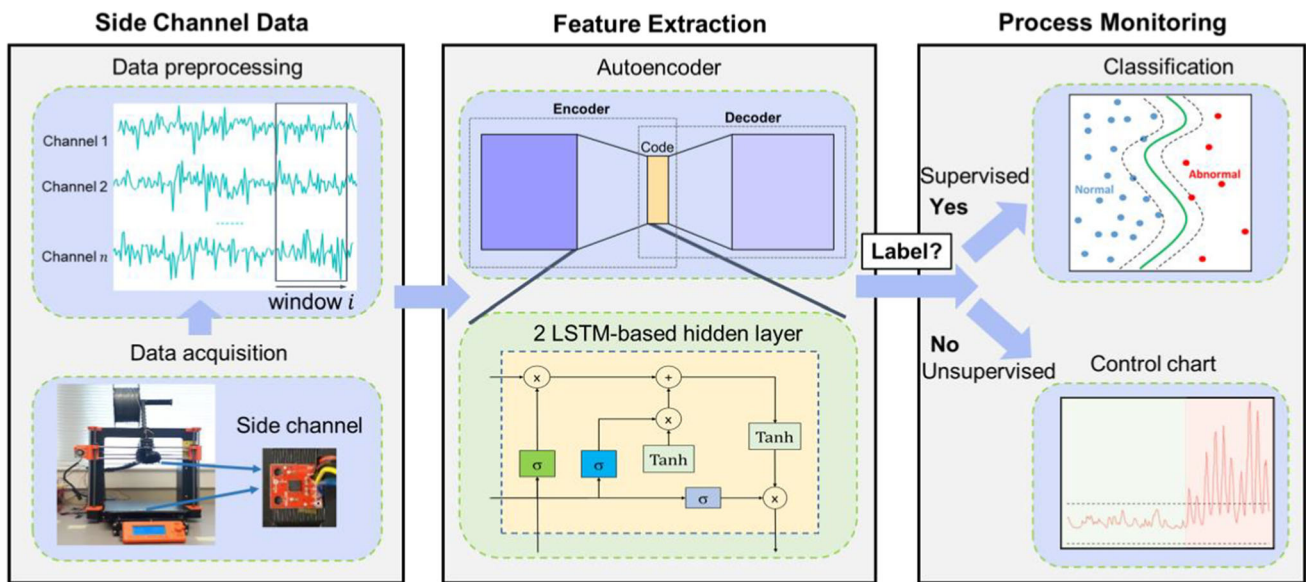 Side Channel Data
Data preprocessing
Channel 1
Channel 2
Channel n
window i
Data acquisition
Side channel
Feature Extraction
Autoencoder
Encoder
Decoder
Code
2 LSTM-based hidden layer
x
+
x
Tanh
Tanh
σ
σ
σ
x
Process Monitoring
Classification
Normal
Abnormal
Supervised
Yes
Label?
No
Unsupervised
Control chart